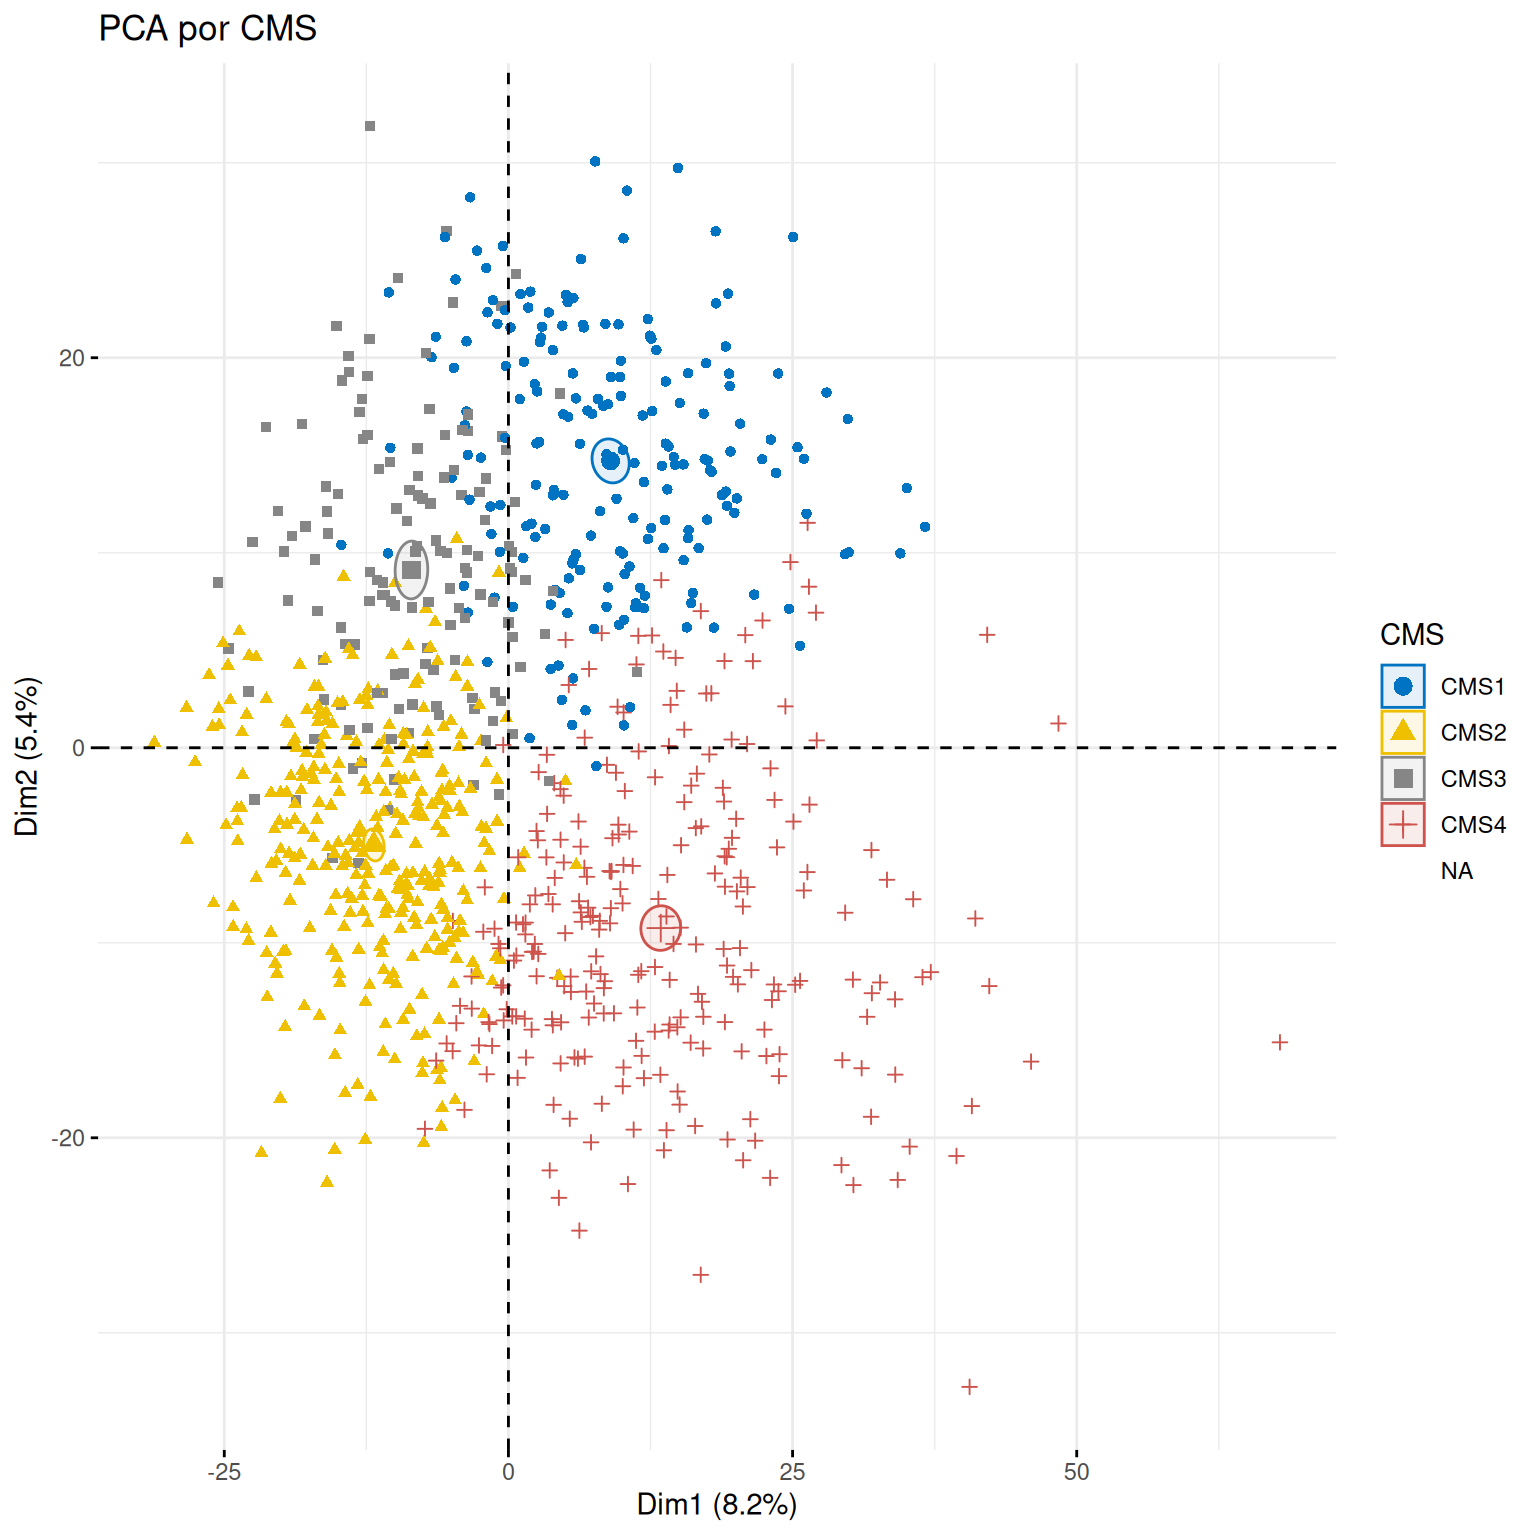 PCA por CMS
Dim2 (5.4%)
20
0
-20
-25
0
25
50
Dim1 (8.2%)
CMS
CMS1
CMS2
CMS3
CMS4
NA